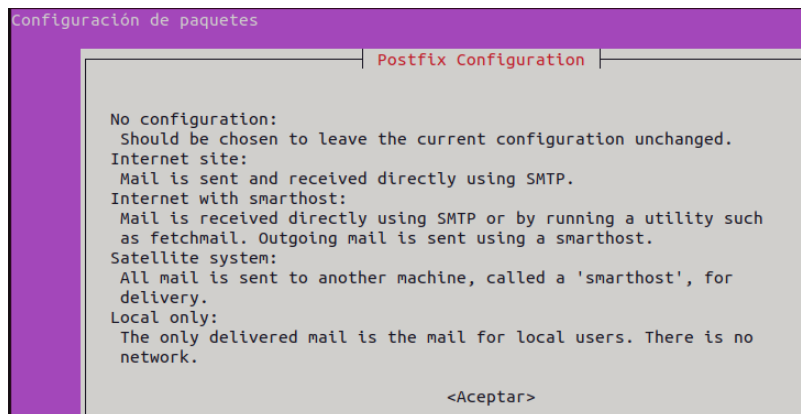 Configuración de paquetes
Postfix Configuration
No configuration:
Should be chosen to leave the current configuration unchanged.
Internet site:
Mail is sent and received directly using SMTP.
Internet with smarthost:
Mail is received directly using SMTP or by running a utility such
as fetchmail. Outgoing mail is sent using a smarthost.
Satellite system:
All mail is sent to another machine, called a 'smarthost', for
delivery.
Local only:
The only delivered mail is the mail for local users. There is no
network.
<Aceptar>